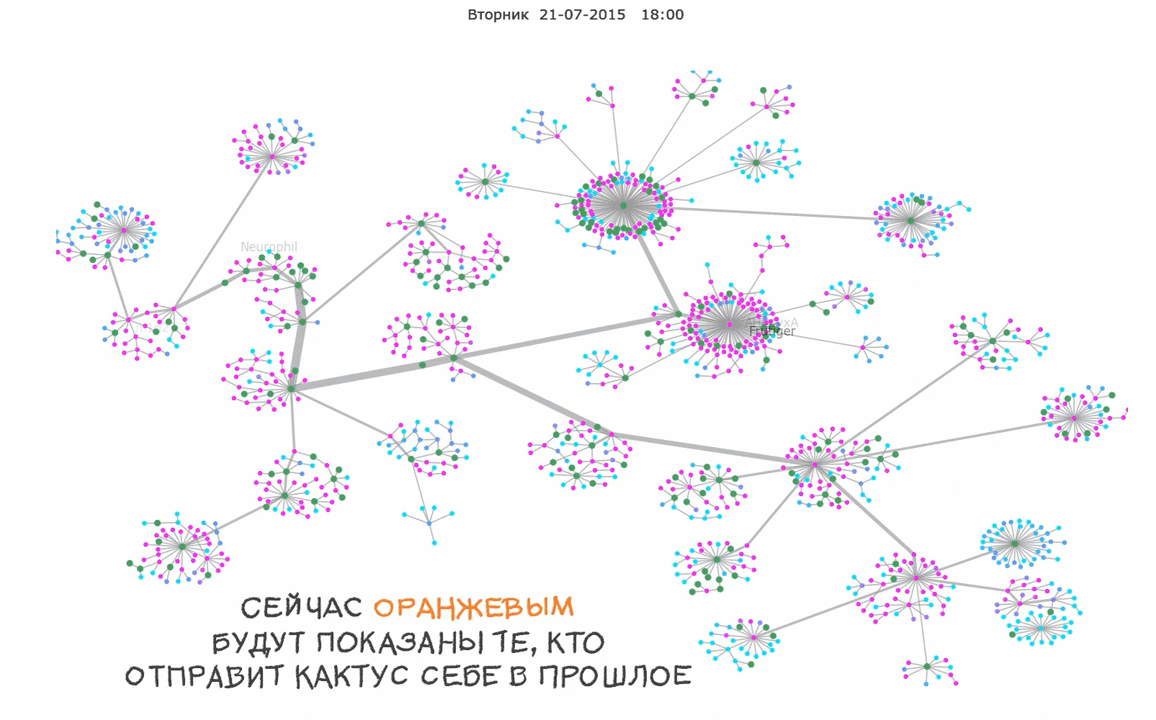 Вторник 21-07-2015 18:00
Neurophil
СЕЙЧАС ОРАНЖЕВЫМ
БУДУТ ПОКАЗАНЫ ТЕ, КТО
ОТПРАВИТ КАКТУС СЕБЕ В ПРОШЛОЕ